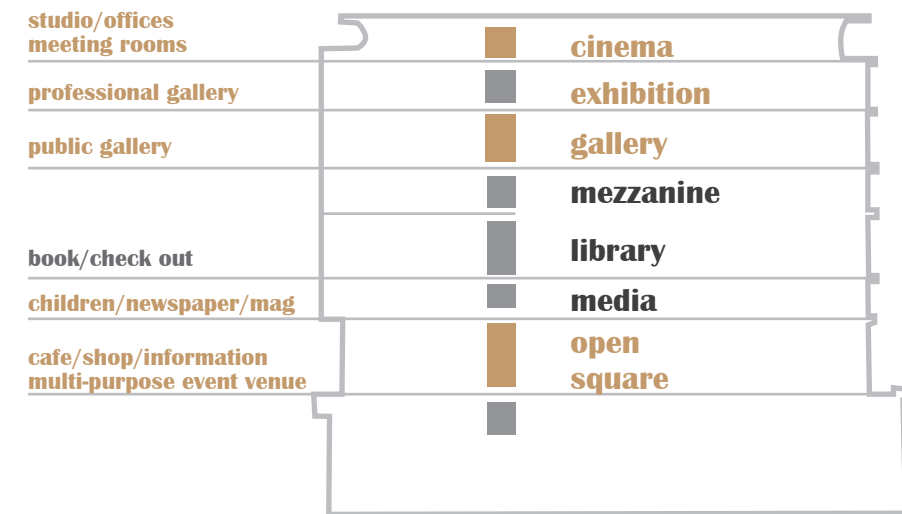 studio/offices
meeting rooms
cinema
professional gallery
exhibition
public gallery
gallery
mezzanine
book/check out
library
children/newspaper/mag
media
cafe/shop/information
multi-purpose event venue
open
square